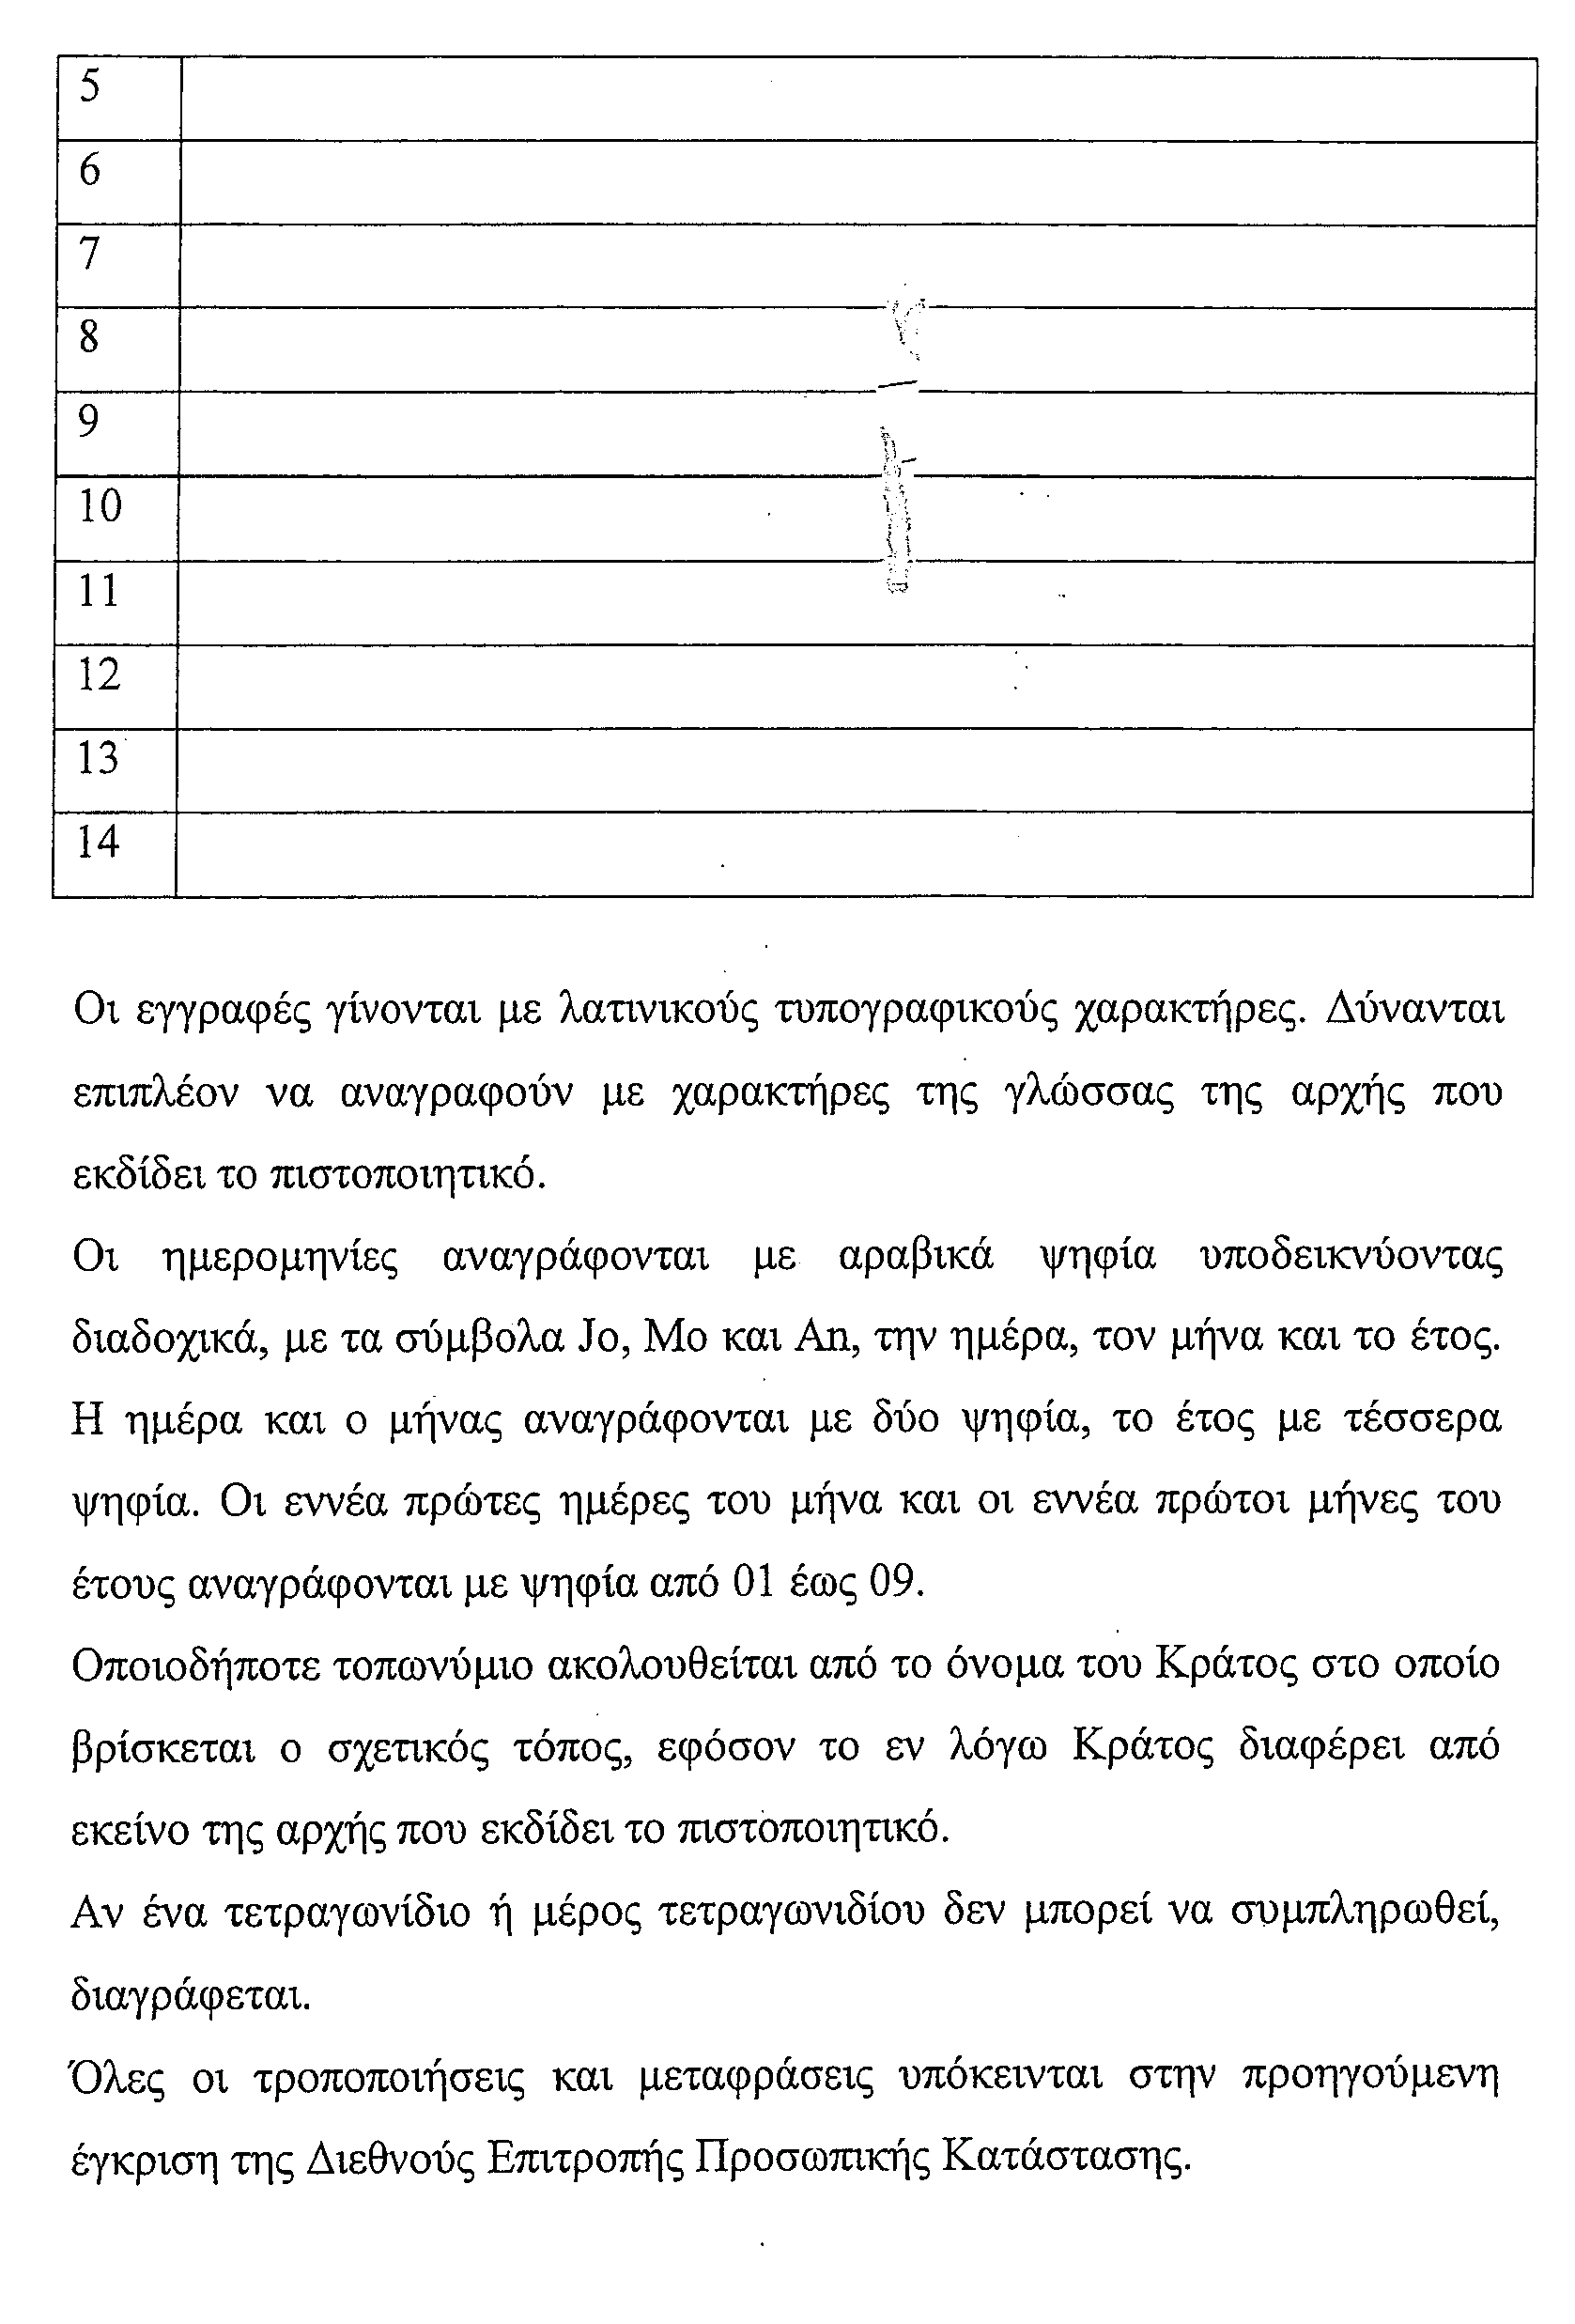 5
6
7
8
9
10
11
12
13
14
Οι εγγραφές γίνονται με λατινικούς τυπογραφικούς χαρακτήρες. Δύνανται
επιπλέον να αναγραφούν με χαρακτήρες της γλώσσας της αρχής που
εκδίδει το πιστοποιητικό.
Οι ημερομηνίες αναγράφονται με αραβικά ψηφία υποδεικνύοντας
διαδοχικά, με τα σύμβολα Jo, Mo και An, την ημέρα, τον μήνα και το έτος.
Η ημέρα και ο μήνας αναγράφονται με δύο ψηφία, το έτος με τέσσερα
ψηφία. Οι εννέα πρώτες ημέρες του μήνα και οι εννέα πρώτοι μήνες του
έτους αναγράφονται με ψηφία από 01 έως 09.
Οποιοδήποτε τοπωνύμιο ακολουθείται από το όνομα του Κράτος στο οποίο
βρίσκεται ο σχετικός τόπος, εφόσον το εν λόγω Κράτος διαφέρει από
εκείνο της αρχής που εκδίδει το πιστοποιητικό.
Αν ένα τετραγωνίδιο ή μέρος τετραγωνιδίου δεν μπορεί να συμπληρωθεί,
διαγράφεται.
Όλες οι τροποποιήσεις και μεταφράσεις υπόκεινται στην προηγούμενη
έγκριση της Διεθνούς Επιτροπής Προσωπικής Κατάστασης.